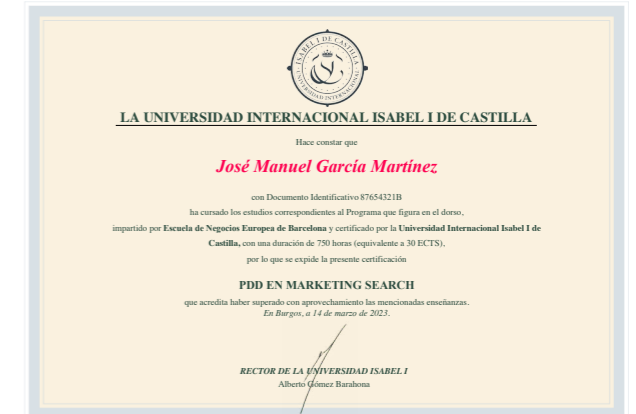 ISABEL I DE CASTILLA
UNIVERSIDAD INTERNACIONAL
LA UNIVERSIDAD INTERNACIONAL ISABEL I DE CASTILLA
Hace constar que
José Manuel García Martínez
con Documento Identificativo 87654321B
ha cursado los estudios correspondientes al Programa que figura en el dorso,
impartido por Escuela de Negocios Europea de Barcelona y certificado por la Universidad Internacional Isabel I de
Castilla, con una duración de 750 horas (equivalente a 30 ECTS),
por lo que se expide la presente certificación
PDD EN MARKETING SEARCH
que acredita haber superado con aprovechamiento las mencionadas enseñanzas.
En Burgos, a 14 de marzo de 2023.
RECTOR DE LA UNIVERSIDAD ISABEL I
Alberto Gómez Barahona